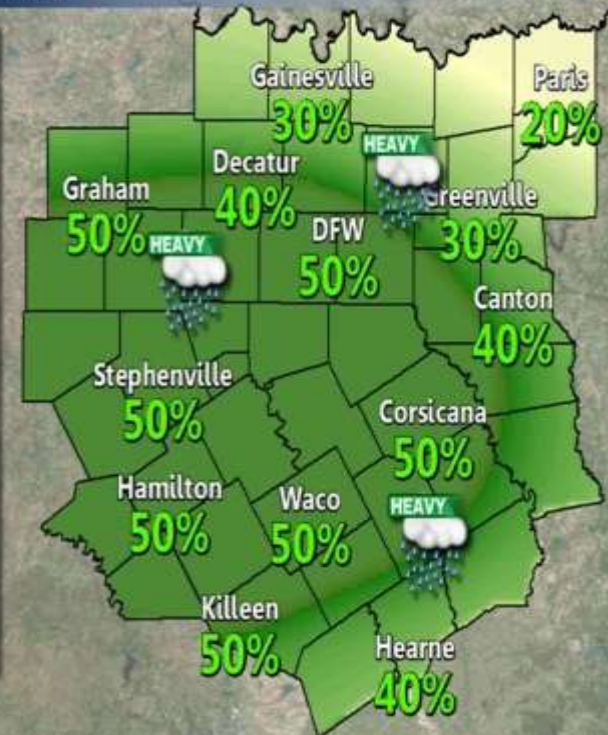 Gainesville
30%
Paris
20%
HEAVY
Decatur
40%
Graham
50%
Greenville
30%
HEAVY
DFW
50%
Canton
40%
Stephenville
50%
Corsicana
50%
Hamilton
50%
Waco
50%
HEAVY
Killeen
50%
Hearne
40%